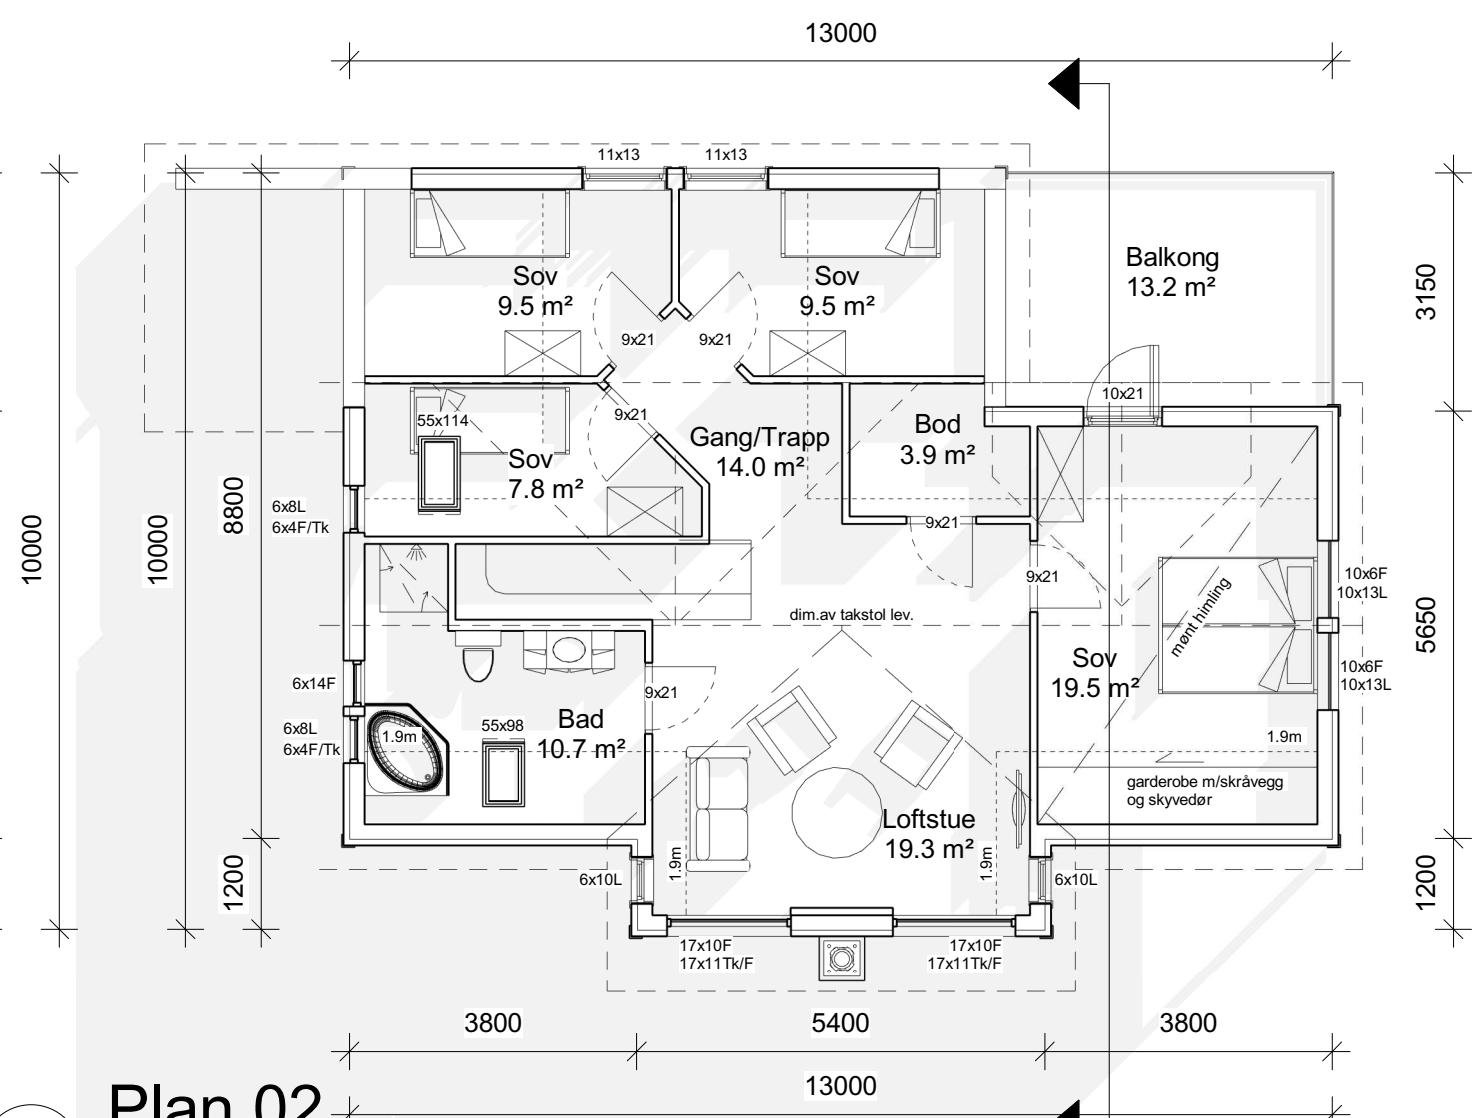 13000
11x13
11x13
Sov
9.5 m²
Sov
9.5 m²
Balkong
13.2 m²
3150
9x21
9x21
10x21
55x114
9x21
Gang/Trapp
14.0 m²
Bod
3.9 m²
Sov
7.8 m²
10000
10000
8800
6x8L
6x4F/Tk
9x21
9x21
10x6F
10x13L
mønt himling
5650
dim.av takstol lev.
Sov
19.5 m²
10x6F
10x13L
6x14F
9x21
6x8L
6x4F/Tk
1.9m
55x98
Bad
10.7 m²
1.9m
garderobe m/skråvegg
og skyvedør
Loftstue
19.3 m²
1.9m
1.9m
1200
6x10L
6x10L
1200
17x10F
17x11Tk/F
17x10F
17x11Tk/F
3800
5400
3800
13000
Plan 02